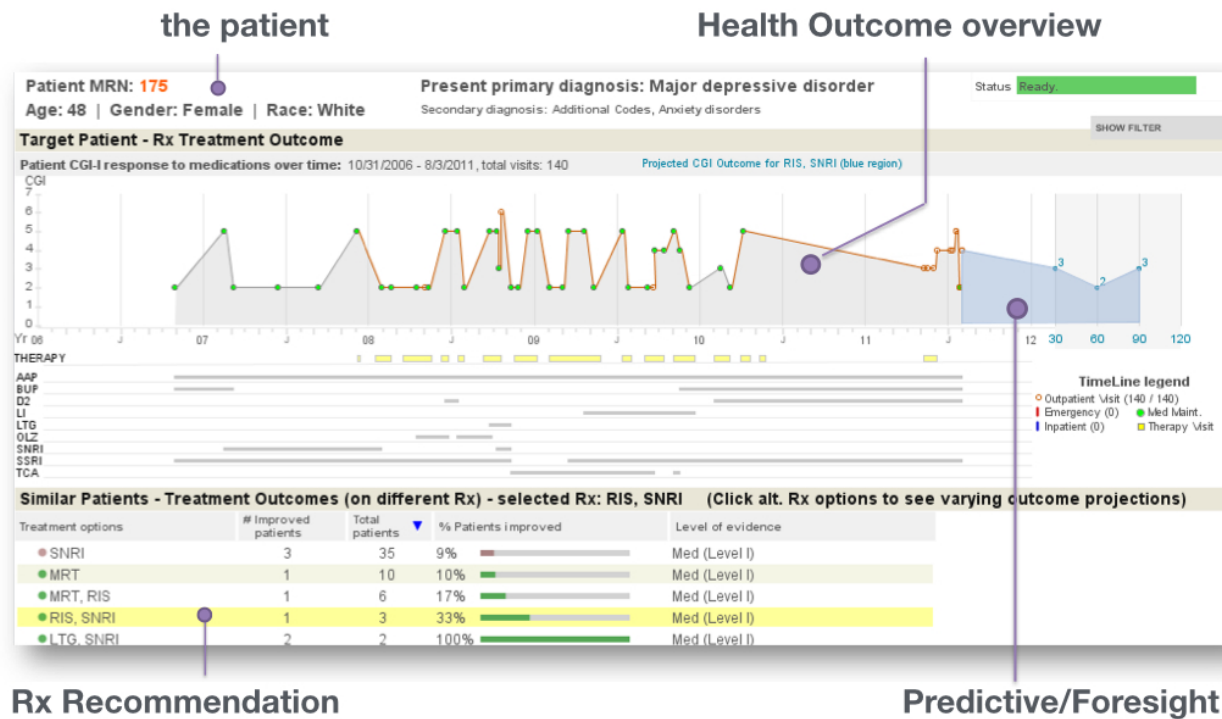 the patient
Health Outcome overview
Patient MRN: 175
Present primary diagnosis: Major depressive disorder
Status Ready.
Age: 48 | Gender: Female | Race: White
Secondary diagnosis: Additional Codes, Anxiety disorders
SHOW FILTER
Target Patient - Rx Treatment Outcome
Patient CGI-I response to medications over time: 10/31/2006 - 8/3/2011, total visits: 140
Projected CGI Outcome for RIS, SNRI (blue region)
CGI
7
6
5
4
3
2
1
0
3
2
3
Yr 06 J 07 J 08 J 09 J 10 J 11 J 12 30 60 90 120
THERAPY
AAP
BUP
D2
LI
LTG
OLZ
SNRI
SSRI
TCA
TimeLine legend
Outpatient Visit (140 / 140)
Emergency (0) Med Maint.
Inpatient (0) Therapy Visit
Similar Patients - Treatment Outcomes (on different Rx) - selected Rx: RIS, SNRI (Click alt. Rx options to see varying outcome projections)
Treatment options # Improved patients Total patients % Patients improved Level of evidence
SNRI 3 35 9% Med (Level I)
MRT 1 10 10% Med (Level I)
MRT, RIS 1 6 17% Med (Level I)
RIS, SNRI 1 3 33% Med (Level I)
LTG, SNRI 2 2 100% Med (Level I)
Rx Recommendation
Predictive/Foresight